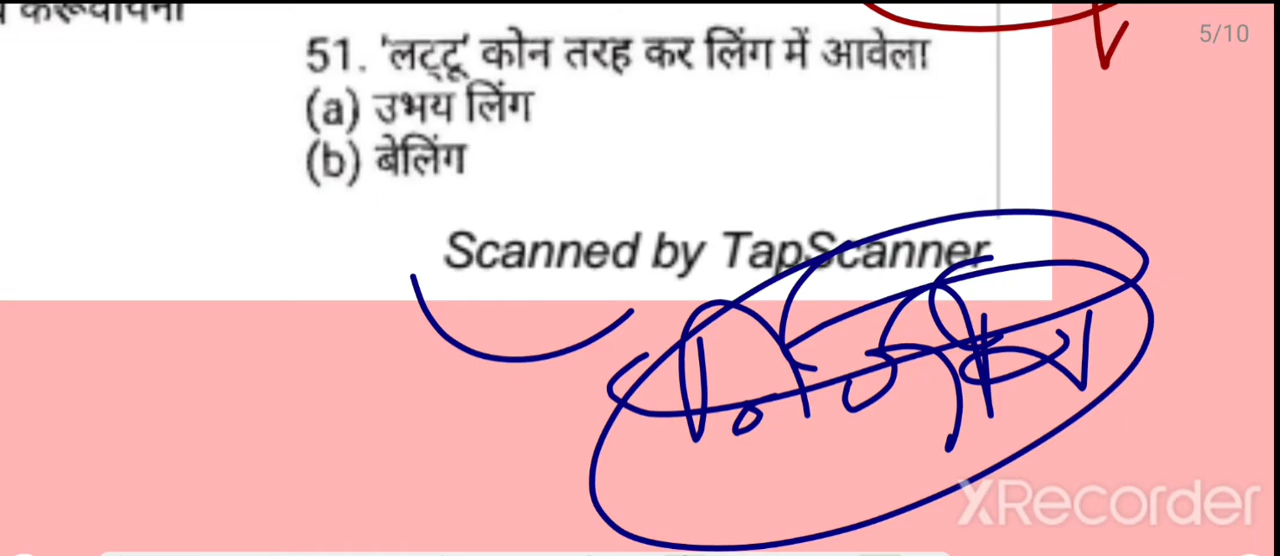 5/10
51. 'लट्टू' कोन तरह कर लिंग में आवेला
(a) उभय लिंग
(b) बेलिंग
Scanned by TapScanner
XRecorder